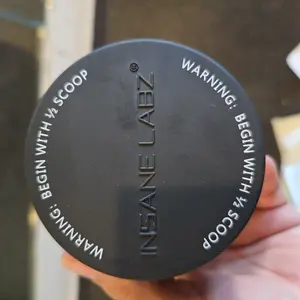 WARNING: BEGIN WITH ½ SCOOP
INSANE LABZ®
WARNING: BEGIN WITH ½ SCOOP